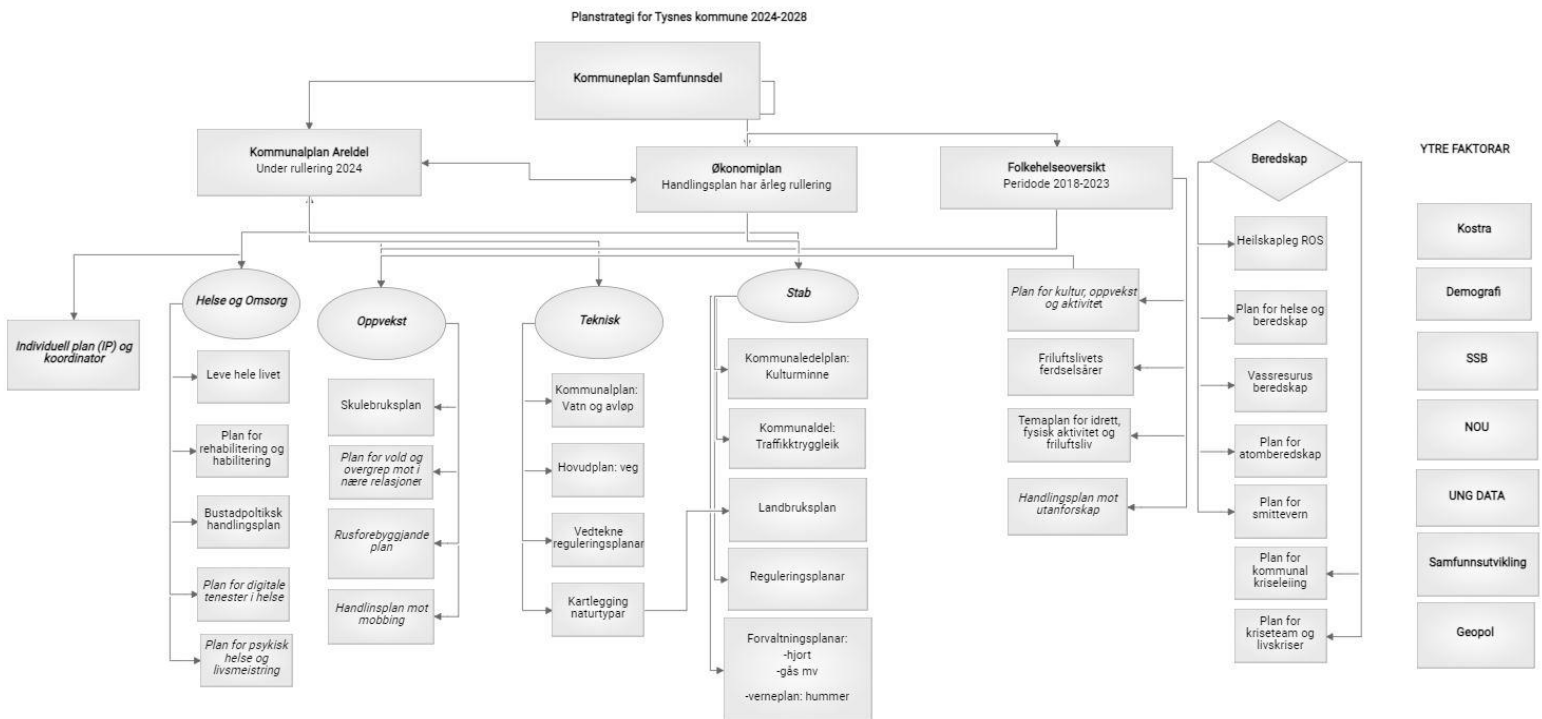 Planstrategi for Tysnes kommune 2024-2028
Kommuneplan Samfunnsdel
Kommunalplan Areldel
Under rullering 2024
Økonomiplan
Handlingsplan har årleg rullering
Folkehelseoversikt
Peridode 2018-2023
Beredskap
YTRE FAKTORAR
Individuell plan (IP) og
koordinator
Helse og Omsorg
Leve hele livet
Plan for
rehabilitering og
habilitering
Bustadpoltiksk
handlingsplan
Plan for digitale
tenester i helse
Plan for psykisk
helse og
livsmeistring
Oppvekst
Skulebruksplan
Plan for vold og
overgrep mot i
nære relasjoner
Rusforebyggjande
plan
Handlinsplan mot
mobbing
Teknisk
Kommunalplan:
Vatn og avløp
Hovudplan: veg
Vedtekne
reguleringsplanar
Kartlegging
naturtypar
Stab
Kommunaledelplan:
Kulturminne
Kommunaldel:
Traffikktryggleik
Landbruksplan
Reguleringsplanar
Forvaltningsplanar:
-hjort
-gås mv
-verneplan: hummer
Plan for kultur, oppvekst
og aktivitet
Friluftslivets
ferdselsårer
Temaplan for idrett,
fysisk aktivitet og
friluftsliv
Handlingsplan mot
utanforskap
Heilskapleg ROS
Plan for helse og
beredskap
Vassresurus
beredskap
Plan for
atomberedskap
Plan for
smittevern
Plan for
kommunal
kriseleiing
Plan for
kriseteam og
livskriser
Kostra
Demografi
SSB
NOU
UNG DATA
Samfunnsutvikling
Geopol